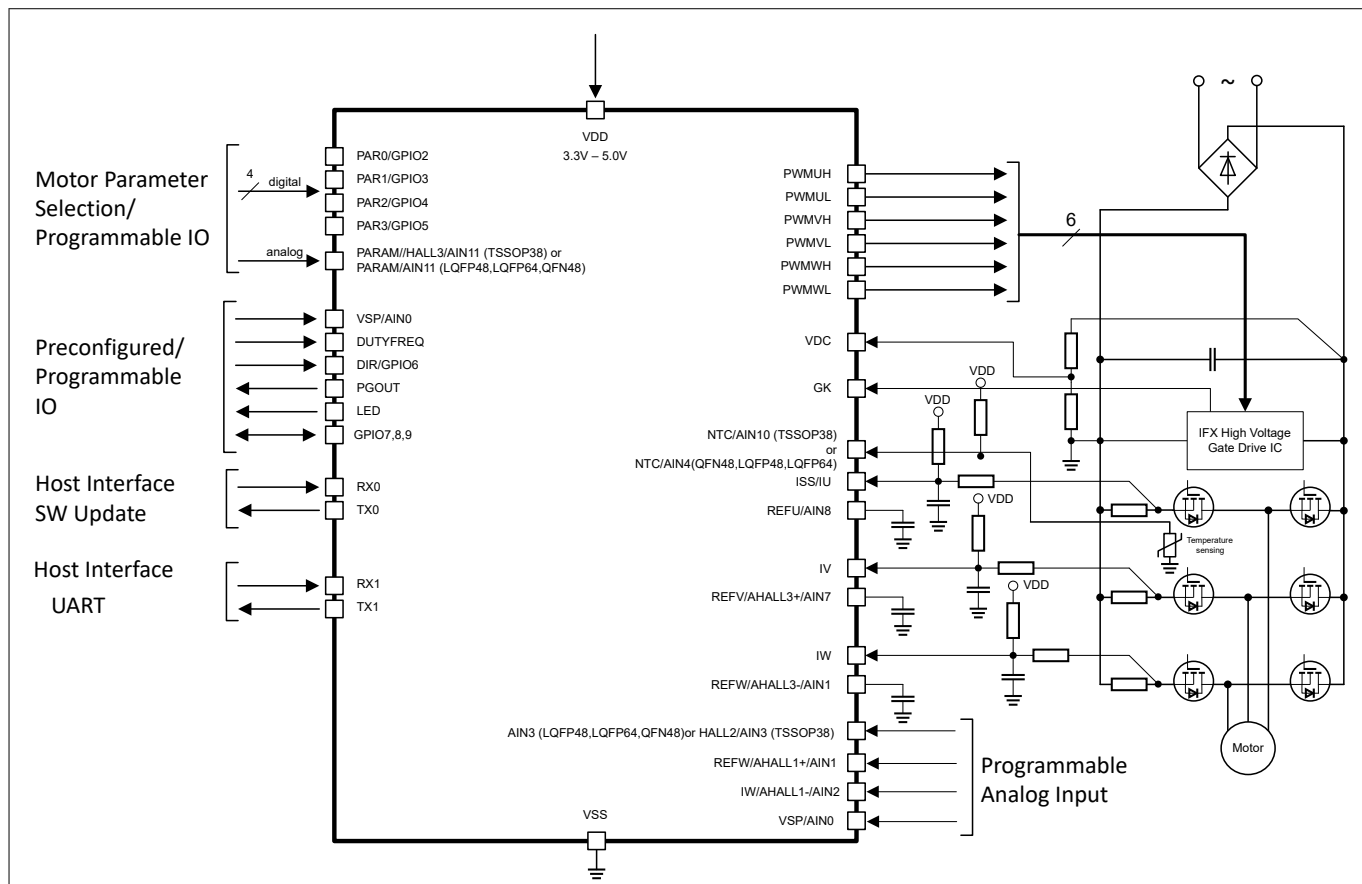 ~
VDD
3.3V – 5.0V
Motor Parameter
Selection/
Programmable IO
4
digital
analog
PAR0/GPIO2
PAR1/GPIO3
PAR2/GPIO4
PAR3/GPIO5
PARAM//HALL3/AIN11 (TSSOP38) or
PARAM/AIN11 (LQFP48,LQFP64,QFN48)
Preconfigured/
Programmable
IO
VSP/AIN0
DUTYFREQ
DIR/GPIO6
PGOUT
LED
GPIO7,8,9
Host Interface
SW Update
RX0
TX0
Host Interface
UART
RX1
TX1
VSS
PWMUH
PWMUL
PWMVH
PWMVL
PWMWH
PWMWL
6
VDC
GK
NTC/AIN10 (TSSOP38)
or
NTC/AIN4(QFN48,LQFP48,LQFP64)
ISS/IU
REFU/AIN8
IV
REFV/AHALL3+/AIN7
IW
REFW/AHALL3-/AIN1
AIN3 (LQFP48,LQFP64,QFN48)or HALL2/AIN3 (TSSOP38)
REFW/AHALL1+/AIN1
IW/AHALL1-/AIN2
VSP/AIN0
Programmable
Analog Input
VDD
VDD
VDD
VDD
IFX High Voltage
Gate Drive IC
Temperature
sensing
Motor